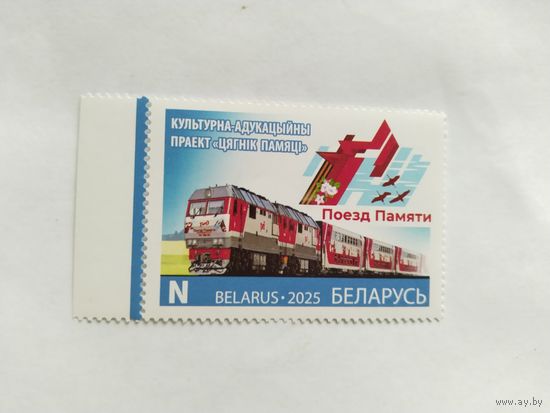 КУЛЬТУРНА-АДУКАЦЫЙНЫ
ПРАЕКТ «ЦЯГНІК ПАМЯЦІ»
Поезд Памяти
N
BELARUS • 2025 БЕЛАРУСЬ
www.ay.by